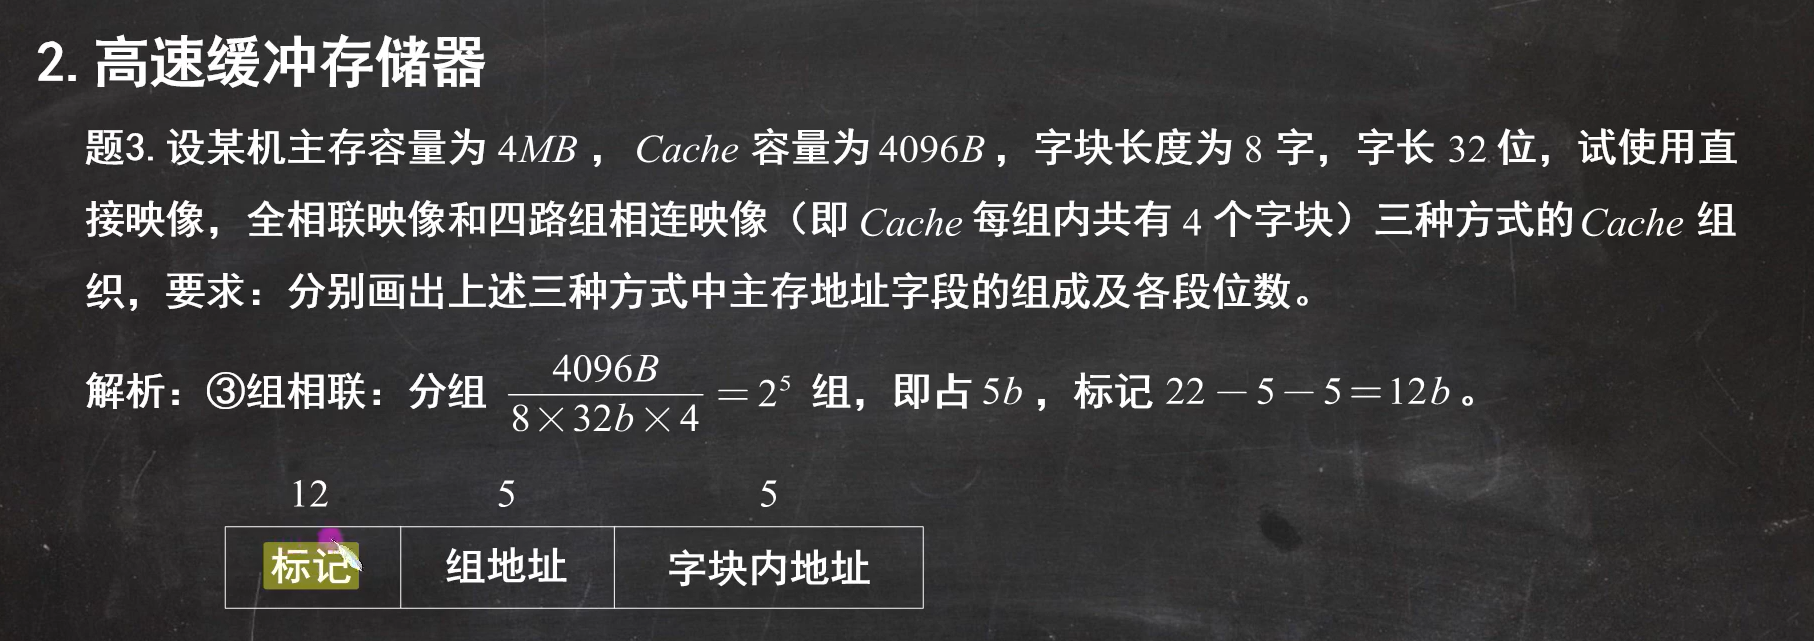 2. 高速缓冲存储器
题3. 设某机主存容量为 4MB ， Cache 容量为 4096B ，字块长度为 8 字，字长 32 位，试使用直
接映像，全相联映像和四路组相连映像（即 Cache 每组内共有 4 个字块）三种方式的 Cache 组
织，要求：分别画出上述三种方式中主存地址字段的组成及各段位数。
解析：③组相联：分组 4096B / 8×32b×4 = 2⁵ 组，即占 5b ，标记 22－5－5＝12b 。
12 5 5
标记 组地址 字块内地址